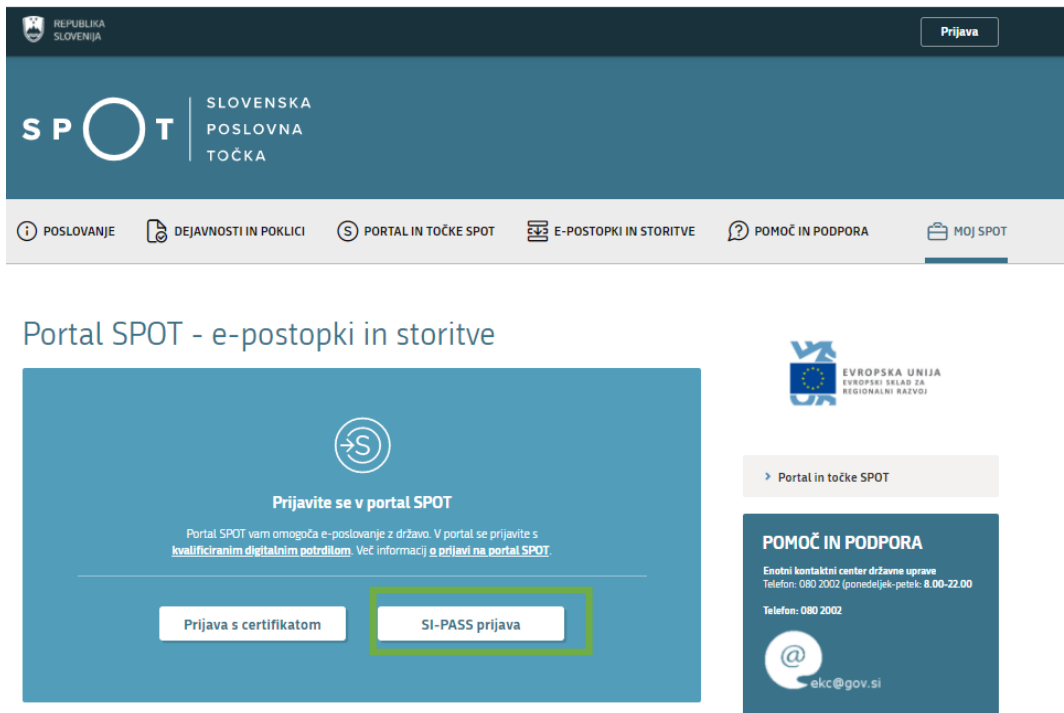 REPUBLIKA
SLOVENIJA
Prijava
SPOT
SLOVENSKA
POSLOVNA
TOČKA
POSLOVANJE
DEJAVNOSTI IN POKLICI
PORTAL IN TOČKE SPOT
E-POSTOPKI IN STORITVE
POMOČ IN PODPORA
MOJ SPOT
Portal SPOT - e-postopki in storitve
Prijavite se v portal SPOT
Portal SPOT vam omogoča e-poslovanje z državo. V portal se prijavite s
kvalificiranim digitalnim potrdilom. Več informacij o prijavi na portal SPOT.
Prijava s certifikatom
SI-PASS prijava
EVROPSKA UNIJA
EVROPSKI SKLAD ZA
REGIONALNI RAZVOJ
Portal in točke SPOT
POMOČ IN PODPORA
Enotni kontaktni center državne uprave
Telefon: 080 2002 (ponedeljek-petek: 8.00-22.00
Telefon: 080 2002
@
ekc@gov.si